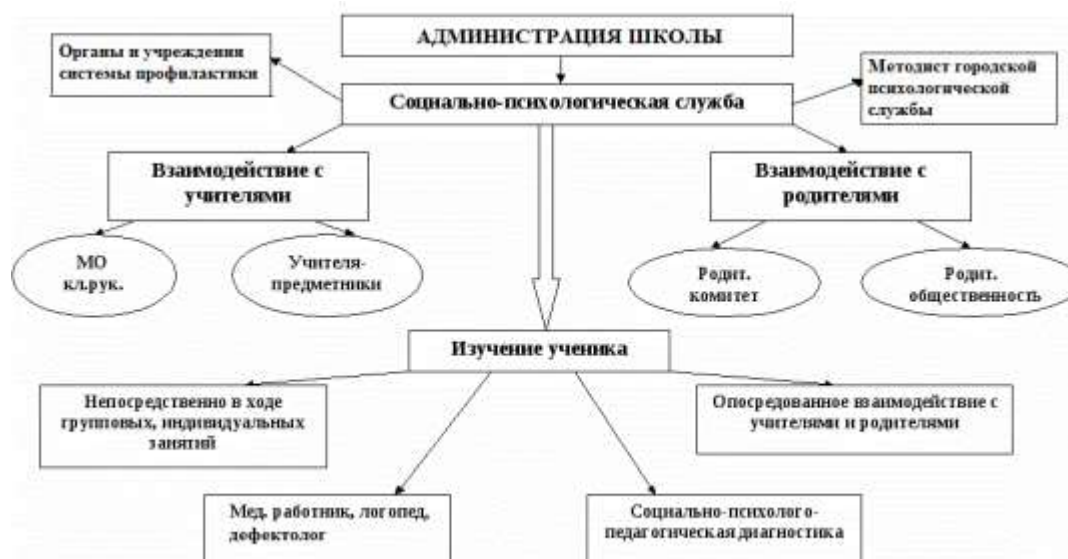 АДМИНИСТРАЦИЯ ШКОЛЫ
Органы и учреждения
системы профилактики
Социально-психологическая служба
Методист городской
психологической
службы
Взаимодействие с
учителями
Взаимодействие с
родителями
МО
кл.рук.
Учителя-
предметники
Родит.
комитет
Родит.
общественность
Изучение ученика
Непосредственно в ходе
групповых, индивидуальных
занятий
Опосредованное взаимодействие с
учителями и родителями
Мед. работник, логопед,
дефектолог
Социально-психолого-
педагогическая диагностика